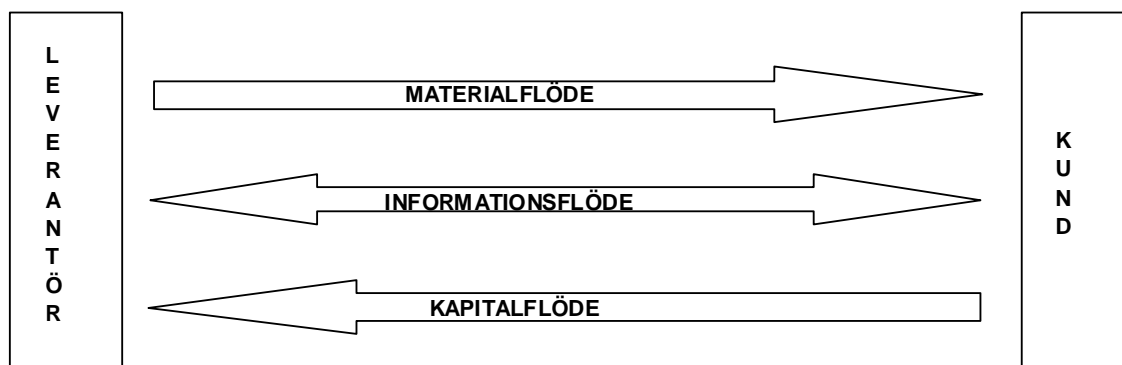 LEVERANTÖR
MATERIALFLÖDE
INFORMATIONSFLÖDE
KAPITALFLÖDE
KUND